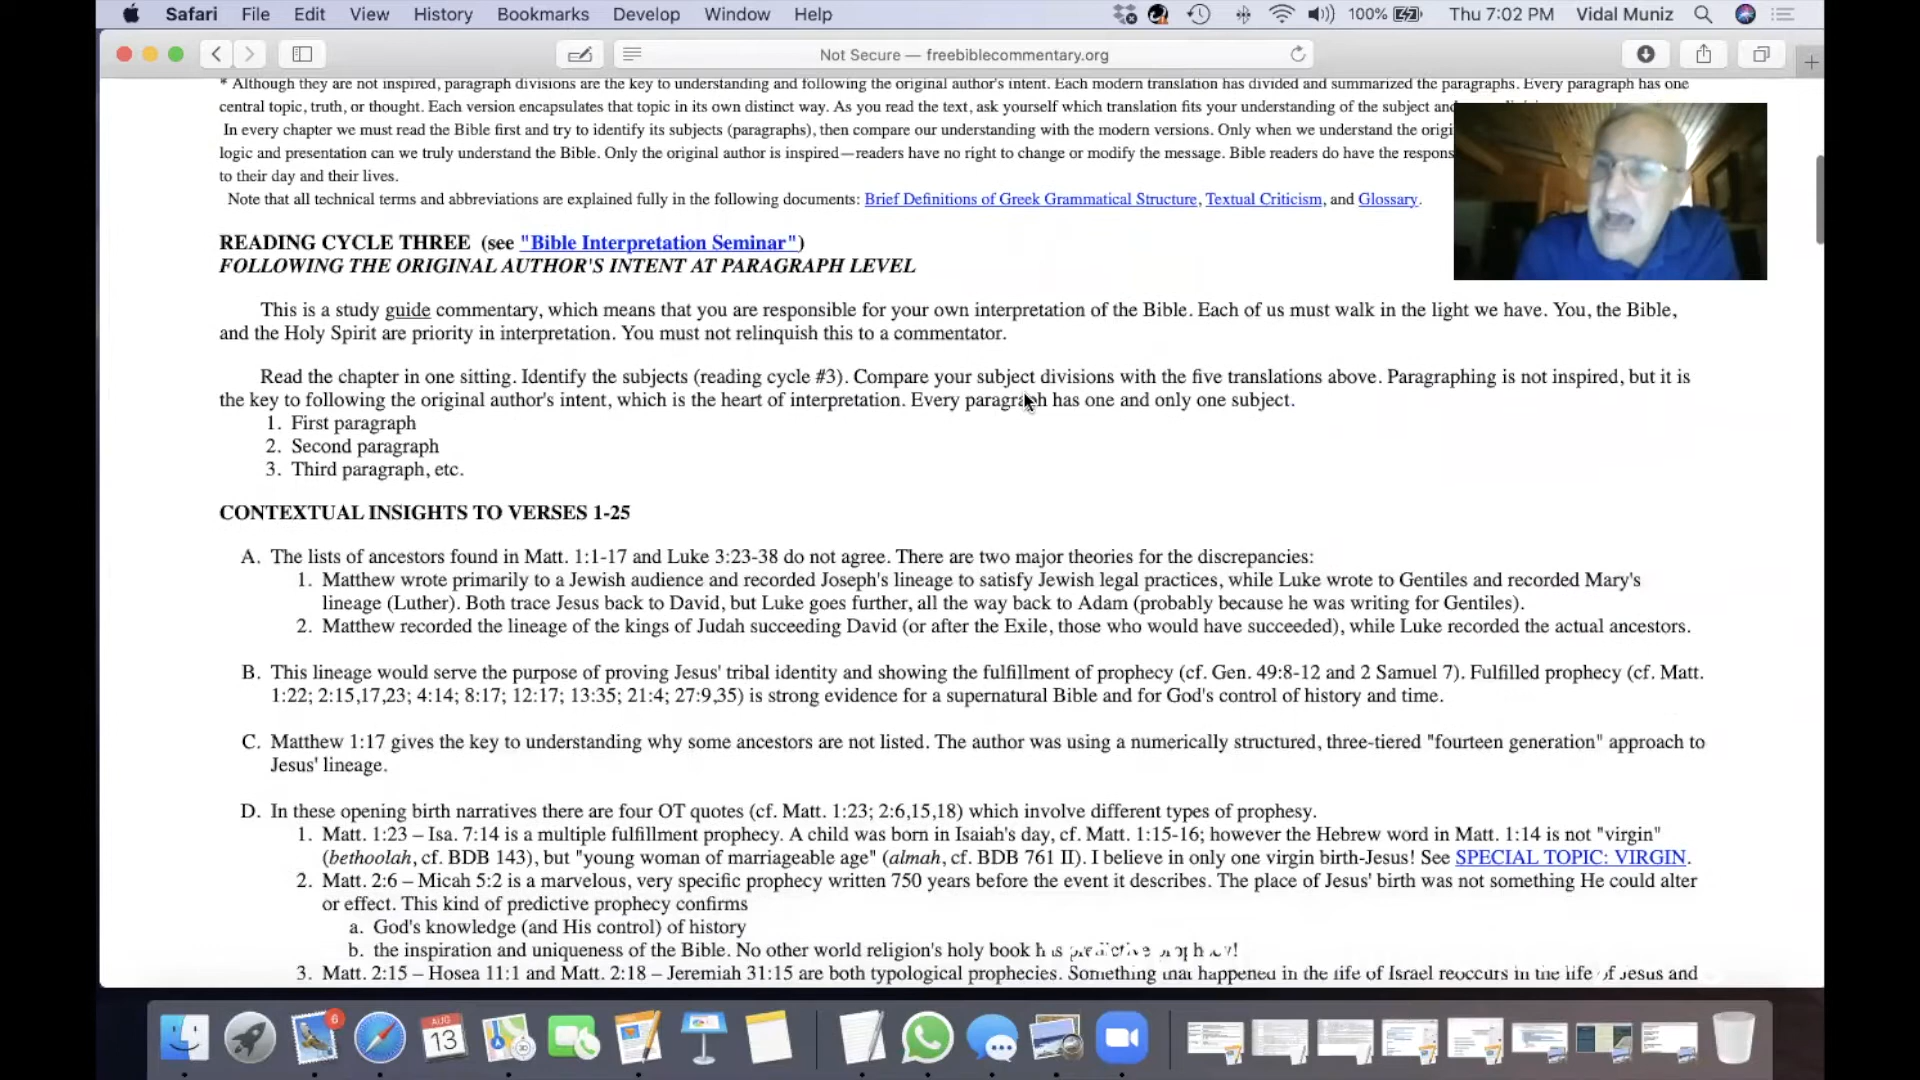 Safari File Edit View History Bookmarks Develop Window Help 100% Thu 7:02 PM Vidal Muniz
Not Secure — freebiblecommentary.org
* Although they are not inspired, paragraph divisions are the key to understanding and following the original author's intent. Each modern translation has divided and summarized the paragraphs. Every paragraph has one
central topic, truth, or thought. Each version encapsulates that topic in its own distinct way. As you read the text, ask yourself which translation fits your understanding of the subject and
In every chapter we must read the Bible first and try to identify its subjects (paragraphs), then compare our understanding with the modern versions. Only when we understand the origi
logic and presentation can we truly understand the Bible. Only the original author is inspired—readers have no right to change or modify the message. Bible readers do have the respons
to their day and their lives.
Note that all technical terms and abbreviations are explained fully in the following documents: Brief Definitions of Greek Grammatical Structure, Textual Criticism, and Glossary.
READING CYCLE THREE (see "Bible Interpretation Seminar")
FOLLOWING THE ORIGINAL AUTHOR'S INTENT AT PARAGRAPH LEVEL
This is a study guide commentary, which means that you are responsible for your own interpretation of the Bible. Each of us must walk in the light we have. You, the Bible,
and the Holy Spirit are priority in interpretation. You must not relinquish this to a commentator.
Read the chapter in one sitting. Identify the subjects (reading cycle #3). Compare your subject divisions with the five translations above. Paragraphing is not inspired, but it is
the key to following the original author's intent, which is the heart of interpretation. Every paragraph has one and only one subject.
1. First paragraph
2. Second paragraph
3. Third paragraph, etc.
CONTEXTUAL INSIGHTS TO VERSES 1-25
A. The lists of ancestors found in Matt. 1:1-17 and Luke 3:23-38 do not agree. There are two major theories for the discrepancies:
1. Matthew wrote primarily to a Jewish audience and recorded Joseph's lineage to satisfy Jewish legal practices, while Luke wrote to Gentiles and recorded Mary's
lineage (Luther). Both trace Jesus back to David, but Luke goes further, all the way back to Adam (probably because he was writing for Gentiles).
2. Matthew recorded the lineage of the kings of Judah succeeding David (or after the Exile, those who would have succeeded), while Luke recorded the actual ancestors.
B. This lineage would serve the purpose of proving Jesus' tribal identity and showing the fulfillment of prophecy (cf. Gen. 49:8-12 and 2 Samuel 7). Fulfilled prophecy (cf. Matt.
1:22; 2:15,17,23; 4:14; 8:17; 12:17; 13:35; 21:4; 27:9,35) is strong evidence for a supernatural Bible and for God's control of history and time.
C. Matthew 1:17 gives the key to understanding why some ancestors are not listed. The author was using a numerically structured, three-tiered "fourteen generation" approach to
Jesus' lineage.
D. In these opening birth narratives there are four OT quotes (cf. Matt. 1:23; 2:6,15,18) which involve different types of prophesy.
1. Matt. 1:23 – Isa. 7:14 is a multiple fulfillment prophecy. A child was born in Isaiah's day, cf. Matt. 1:15-16; however the Hebrew word in Matt. 1:14 is not "virgin"
(bethoolah, cf. BDB 143), but "young woman of marriageable age" (almah, cf. BDB 761 II). I believe in only one virgin birth-Jesus! See SPECIAL TOPIC: VIRGIN.
2. Matt. 2:6 – Micah 5:2 is a marvelous, very specific prophecy written 750 years before the event it describes. The place of Jesus' birth was not something He could alter
or effect. This kind of predictive prophecy confirms
a. God's knowledge (and His control) of history
b. the inspiration and uniqueness of the Bible. No other world religion's holy book has predictive prophecy!
3. Matt. 2:15 – Hosea 11:1 and Matt. 2:18 – Jeremiah 31:15 are both typological prophecies. Something that happened in the life of Israel reoccurs in the life of Jesus and
6
AUG
13